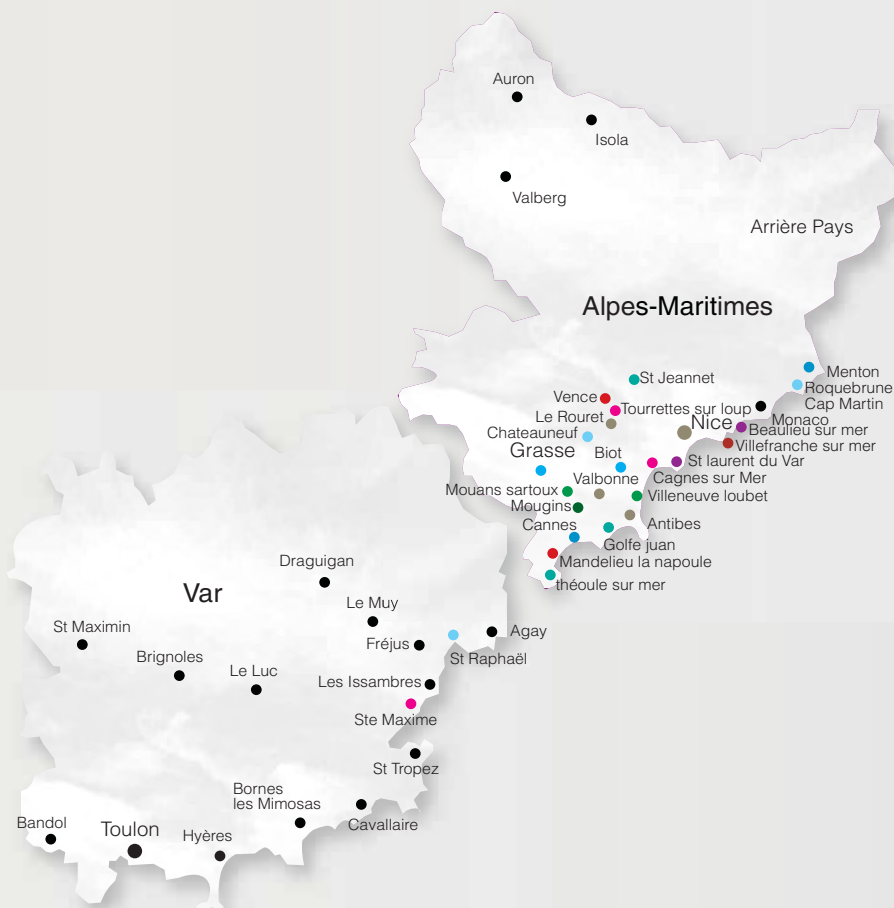 Auron
Isola
Valberg
Arrière Pays
Alpes-Maritimes
St Jeannet
Menton
Roquebrune
Cap Martin
Vence
Tourrettes sur loup
Le Rouret
Nice
Monaco
Beaulieu sur mer
Chateauneuf
Villefranche sur mer
Grasse
Biot
St laurent du Var
Cagnes sur Mer
Valbonne
Mouans sartoux
Villeneuve loubet
Mougins
Cannes
Antibes
Golfe juan
Mandelieu la napoule
théoule sur mer
Draguigan
Var
Le Muy
St Maximin
Agay
Fréjus
St Raphaël
Brignoles
Le Luc
Les Issambres
Ste Maxime
St Tropez
Bornes
les Mimosas
Cavallaire
Bandol
Toulon
Hyères